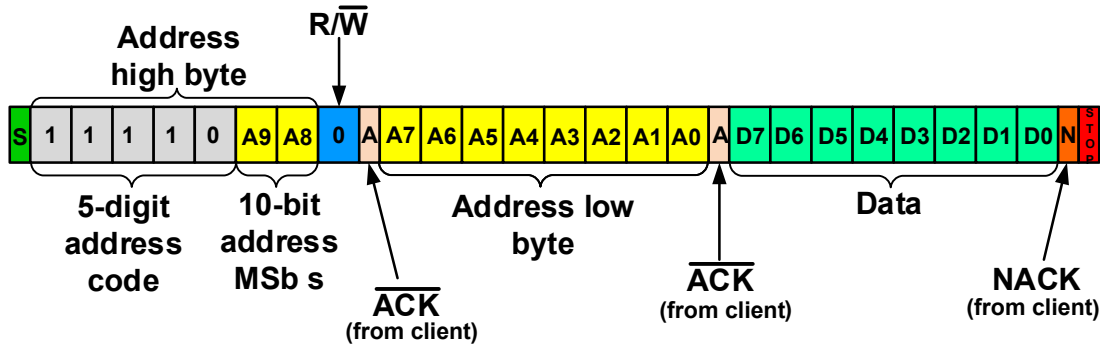 R/W
Address
high byte
S 1 1 1 1 0 A9 A8 0 A A7 A6 A5 A4 A3 A2 A1 A0 A D7 D6 D5 D4 D3 D2 D1 D0 N STOP
5-digit
address
code
10-bit
address
MSb s
Address low
byte
Data
ACK
(from client)
ACK
(from client)
NACK
(from client)